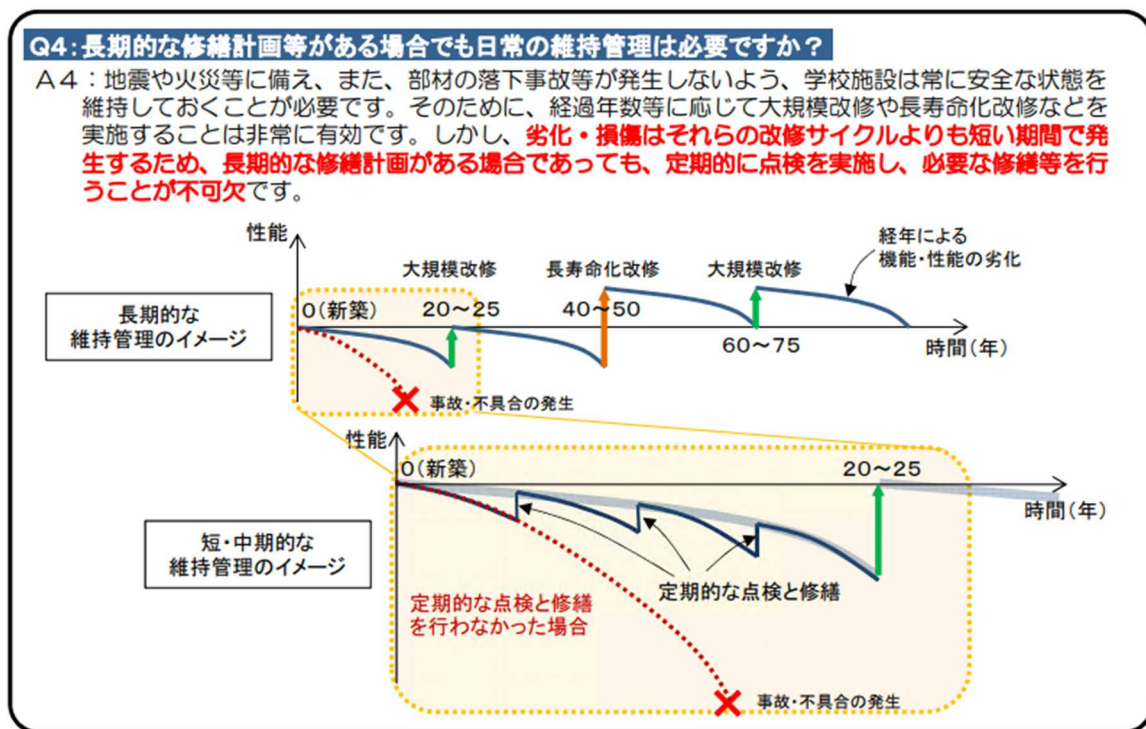 Q4：長期的な修繕計画等がある場合でも日常の維持管理は必要ですか？
A4：地震や火災等に備え、また、部材の落下事故等が発生しないよう、学校施設は常に安全な状態を
維持しておくことが必要です。そのために、経過年数等に応じて大規模改修や長寿命化改修などを
実施することは非常に有効です。しかし、劣化・損傷はそれらの改修サイクルよりも短い期間で発
生するため、長期的な修繕計画がある場合であっても、定期的に点検を実施し、必要な修繕等を行
うことが不可欠です。
性能
経年による
機能・性能の劣化
大規模改修
長寿命化改修
大規模改修
長期的な
維持管理のイメージ
0（新築）
20～25
40～50
60～75
時間（年）
事故・不具合の発生
性能
0（新築）
20～25
時間（年）
短・中期的な
維持管理のイメージ
定期的な点検と修繕
定期的な点検と修繕
を行わなかった場合
事故・不具合の発生